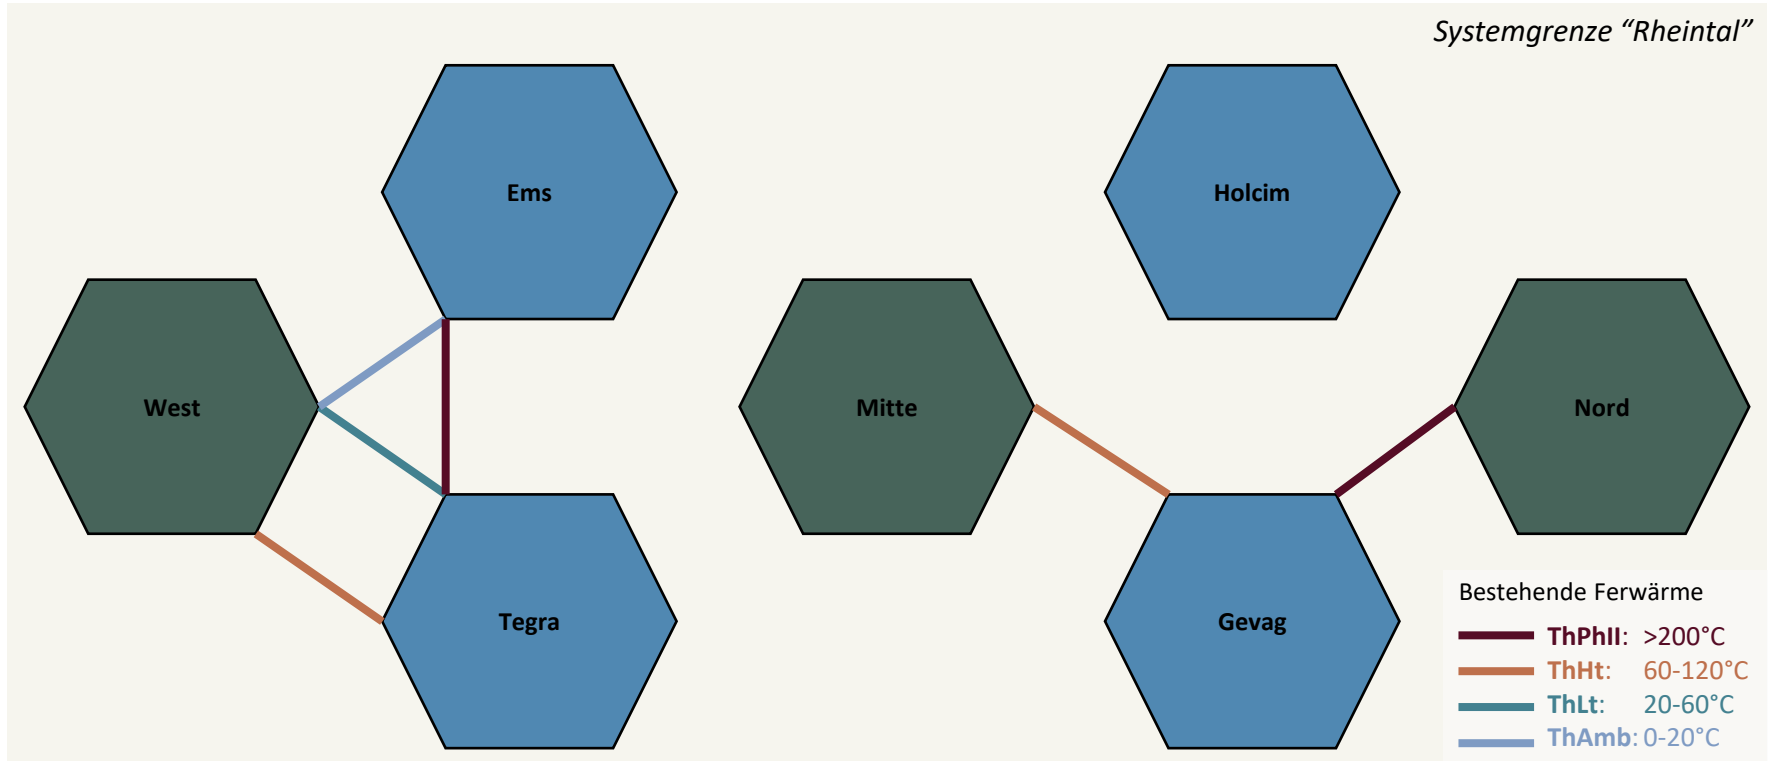 Systemgrenze “Rheintal”
Ems
Holcim
West
Mitte
Nord
Tegra
Gevag
Bestehende Ferwärme
ThPhII: >200°C
ThHt: 60-120°C
ThLt: 20-60°C
ThAmb: 0-20°C